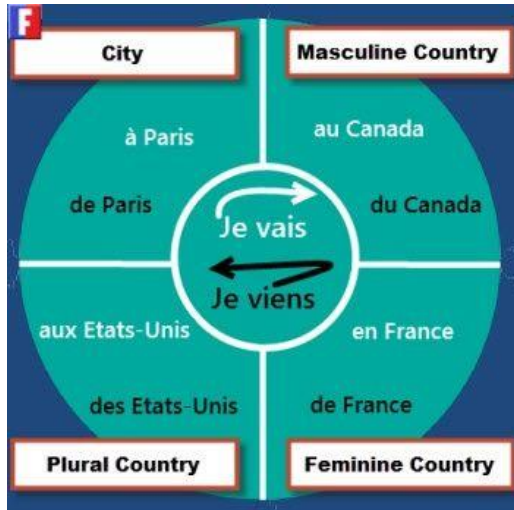 F
City
Masculine Country
à Paris
au Canada
de Paris
du Canada
Je vais
Je viens
aux Etats-Unis
en France
des Etats-Unis
de France
Plural Country
Feminine Country